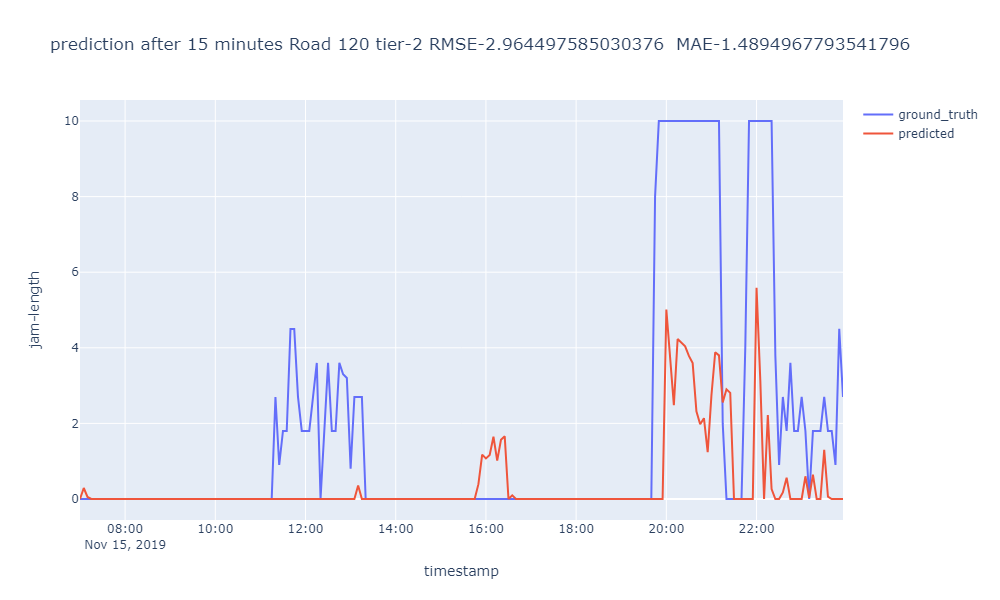 prediction after 15 minutes Road 120 tier-2 RMSE-2.964497585030376  MAE-1.4894967793541796
ground_truth
predicted
10
8
6
4
2
0
jam-length
08:00 10:00 12:00 14:00 16:00 18:00 20:00 22:00
Nov 15, 2019
timestamp